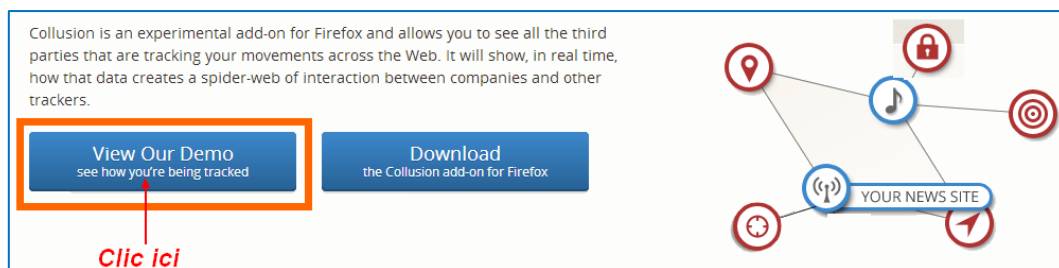 Collusion is an experimental add-on for Firefox and allows you to see all the third
parties that are tracking your movements across the Web. It will show, in real time,
how that data creates a spider-web of interaction between companies and other
trackers.
View Our Demo
see how you're being tracked
Download
the Collusion add-on for Firefox
YOUR NEWS SITE
Clic ici